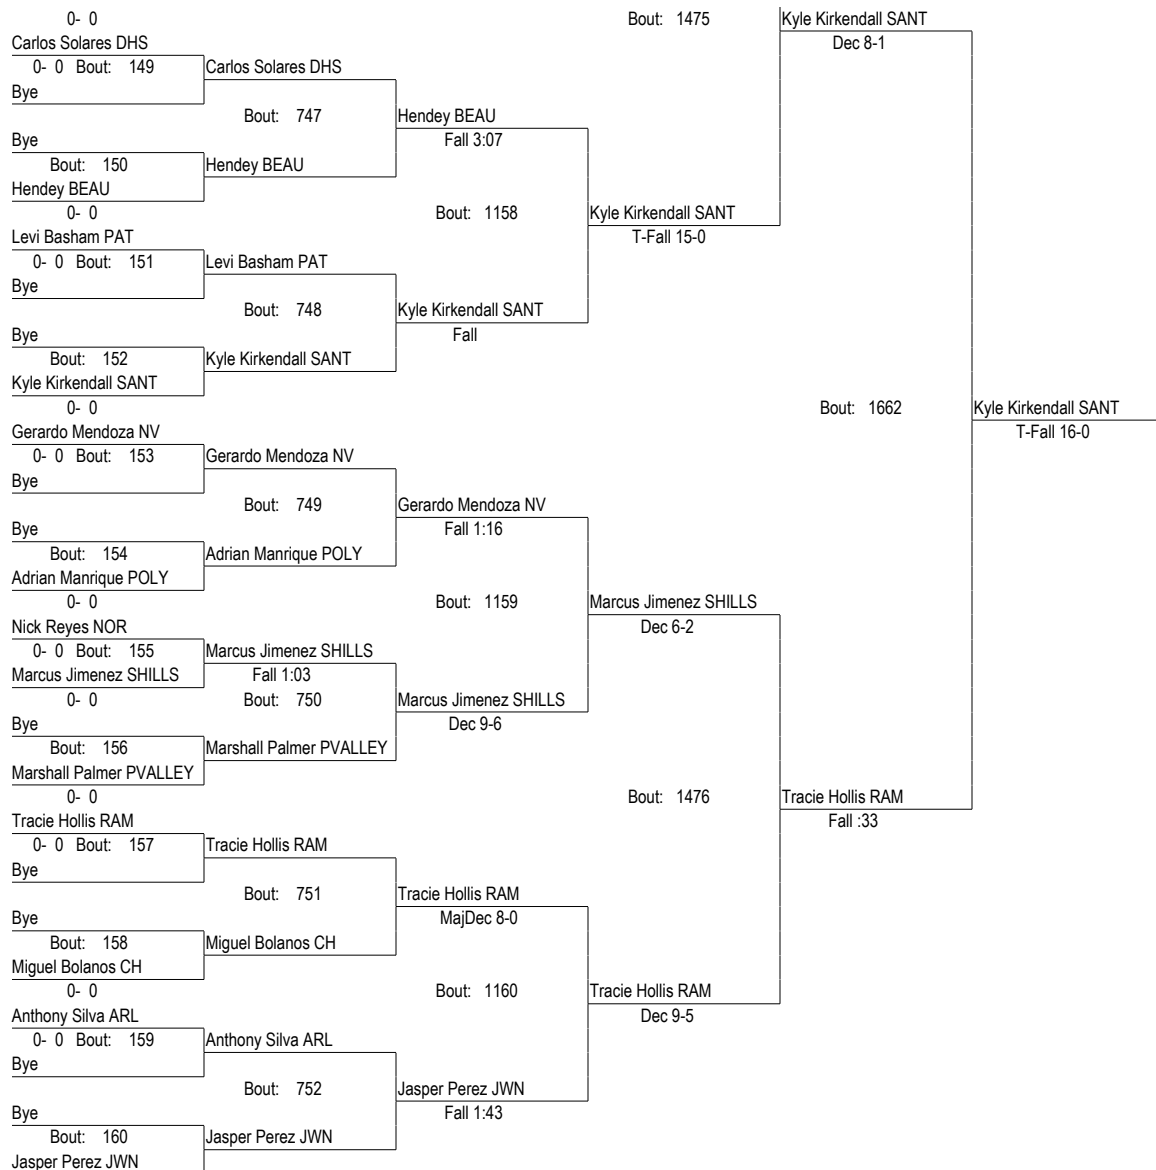 0- 0 Bout: 1475 Kyle Kirkendall SANT
Carlos Solares DHS Dec 8-1
0- 0 Bout: 149 Carlos Solares DHS
Bye
Bout: 747 Hendey BEAU
Bye Fall 3:07
Bout: 150 Hendey BEAU
Hendey BEAU
0- 0 Bout: 1158 Kyle Kirkendall SANT
Levi Basham PAT T-Fall 15-0
0- 0 Bout: 151 Levi Basham PAT
Bye
Bout: 748 Kyle Kirkendall SANT
Bye Fall
Bout: 152 Kyle Kirkendall SANT
Kyle Kirkendall SANT
0- 0 Bout: 1662 Kyle Kirkendall SANT
Gerardo Mendoza NV T-Fall 16-0
0- 0 Bout: 153 Gerardo Mendoza NV
Bye
Bout: 749 Gerardo Mendoza NV
Bye Fall 1:16
Bout: 154 Adrian Manrique POLY
Adrian Manrique POLY
0- 0 Bout: 1159 Marcus Jimenez SHILLS
Nick Reyes NOR Dec 6-2
0- 0 Bout: 155 Marcus Jimenez SHILLS
Marcus Jimenez SHILLS Fall 1:03
0- 0 Bout: 750 Marcus Jimenez SHILLS
Bye Dec 9-6
Bout: 156 Marshall Palmer PVALLEY
Marshall Palmer PVALLEY
0- 0 Bout: 1476 Tracie Hollis RAM
Tracie Hollis RAM Fall :33
0- 0 Bout: 157 Tracie Hollis RAM
Bye
Bout: 751 Tracie Hollis RAM
Bye MajDec 8-0
Bout: 158 Miguel Bolanos CH
Miguel Bolanos CH
0- 0 Bout: 1160 Tracie Hollis RAM
Anthony Silva ARL Dec 9-5
0- 0 Bout: 159 Anthony Silva ARL
Bye
Bout: 752 Jasper Perez JWN
Bye Fall 1:43
Bout: 160 Jasper Perez JWN
Jasper Perez JWN